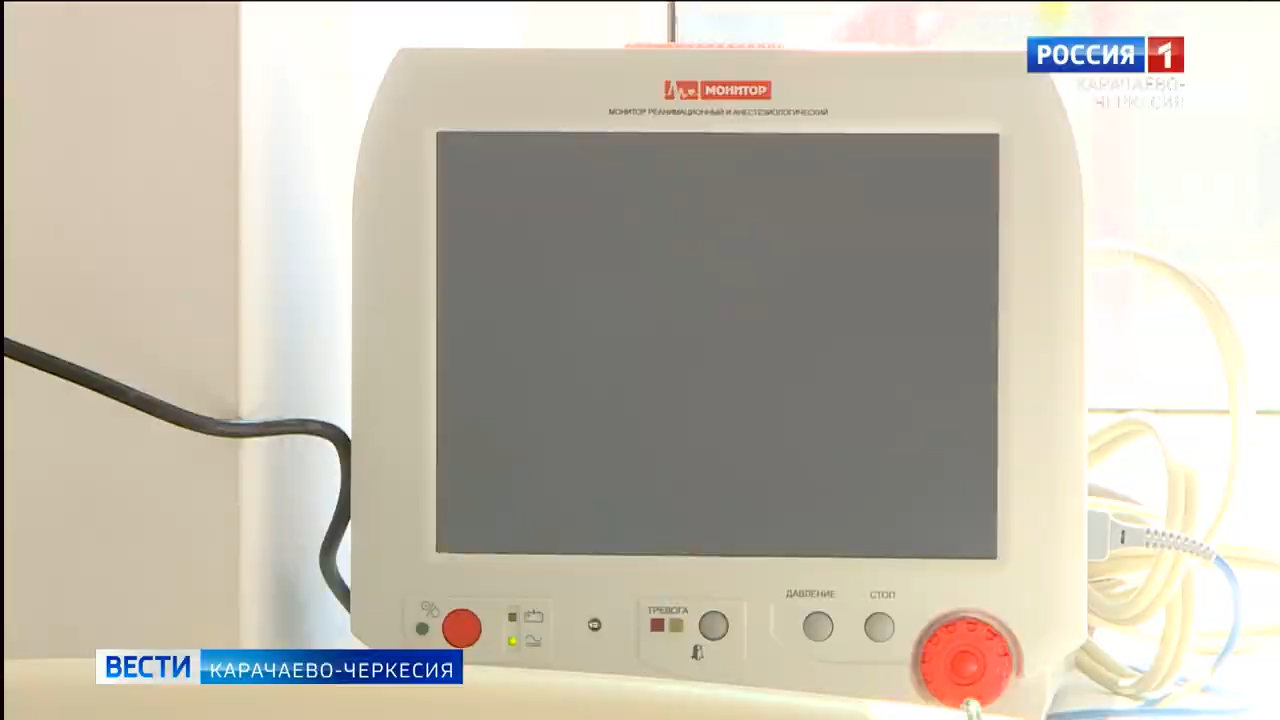 РОССИЯ 1
КАРАЧАЕВО-
ЧЕРКЕСИЯ
МОНИТОР
МОНИТОР РЕАНИМАЦИОННЫЙ И АНЕСТЕЗИОЛОГИЧЕСКИЙ
ТРЕВОГА
ДАВЛЕНИЕ
СТОП
ВЕСТИ КАРАЧАЕВО-ЧЕРКЕСИЯ